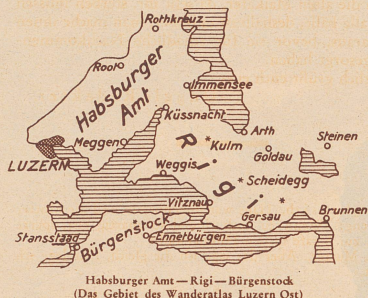 Rothkreuz
Root
Immensee
Habsburger
Amt
Küssnacht
Meggen
Arth
Kulm
Steinen
Goldau
LUZERN
Rigi
Weggis
Scheidegg
Vitznau
Gersau
Brunnen
Bürgenstock
Stansstaad
Ennetbürgen
Habsburger Amt — Rigi — Bürgenstock
(Das Gebiet des Wanderatlas Luzern Ost)